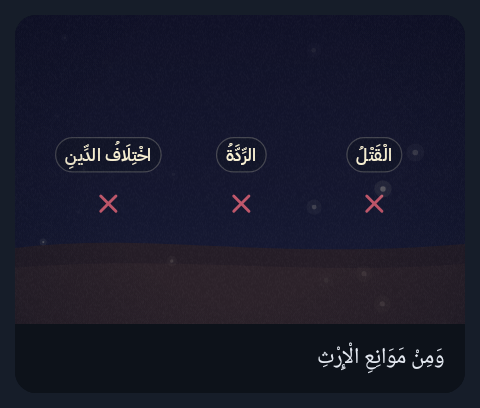 الْقَتْلُ
الرِّدَّةُ
اخْتِلَافُ الدِّينِ
وَمِنْ مَوَانِعِ الْإِرْثِ